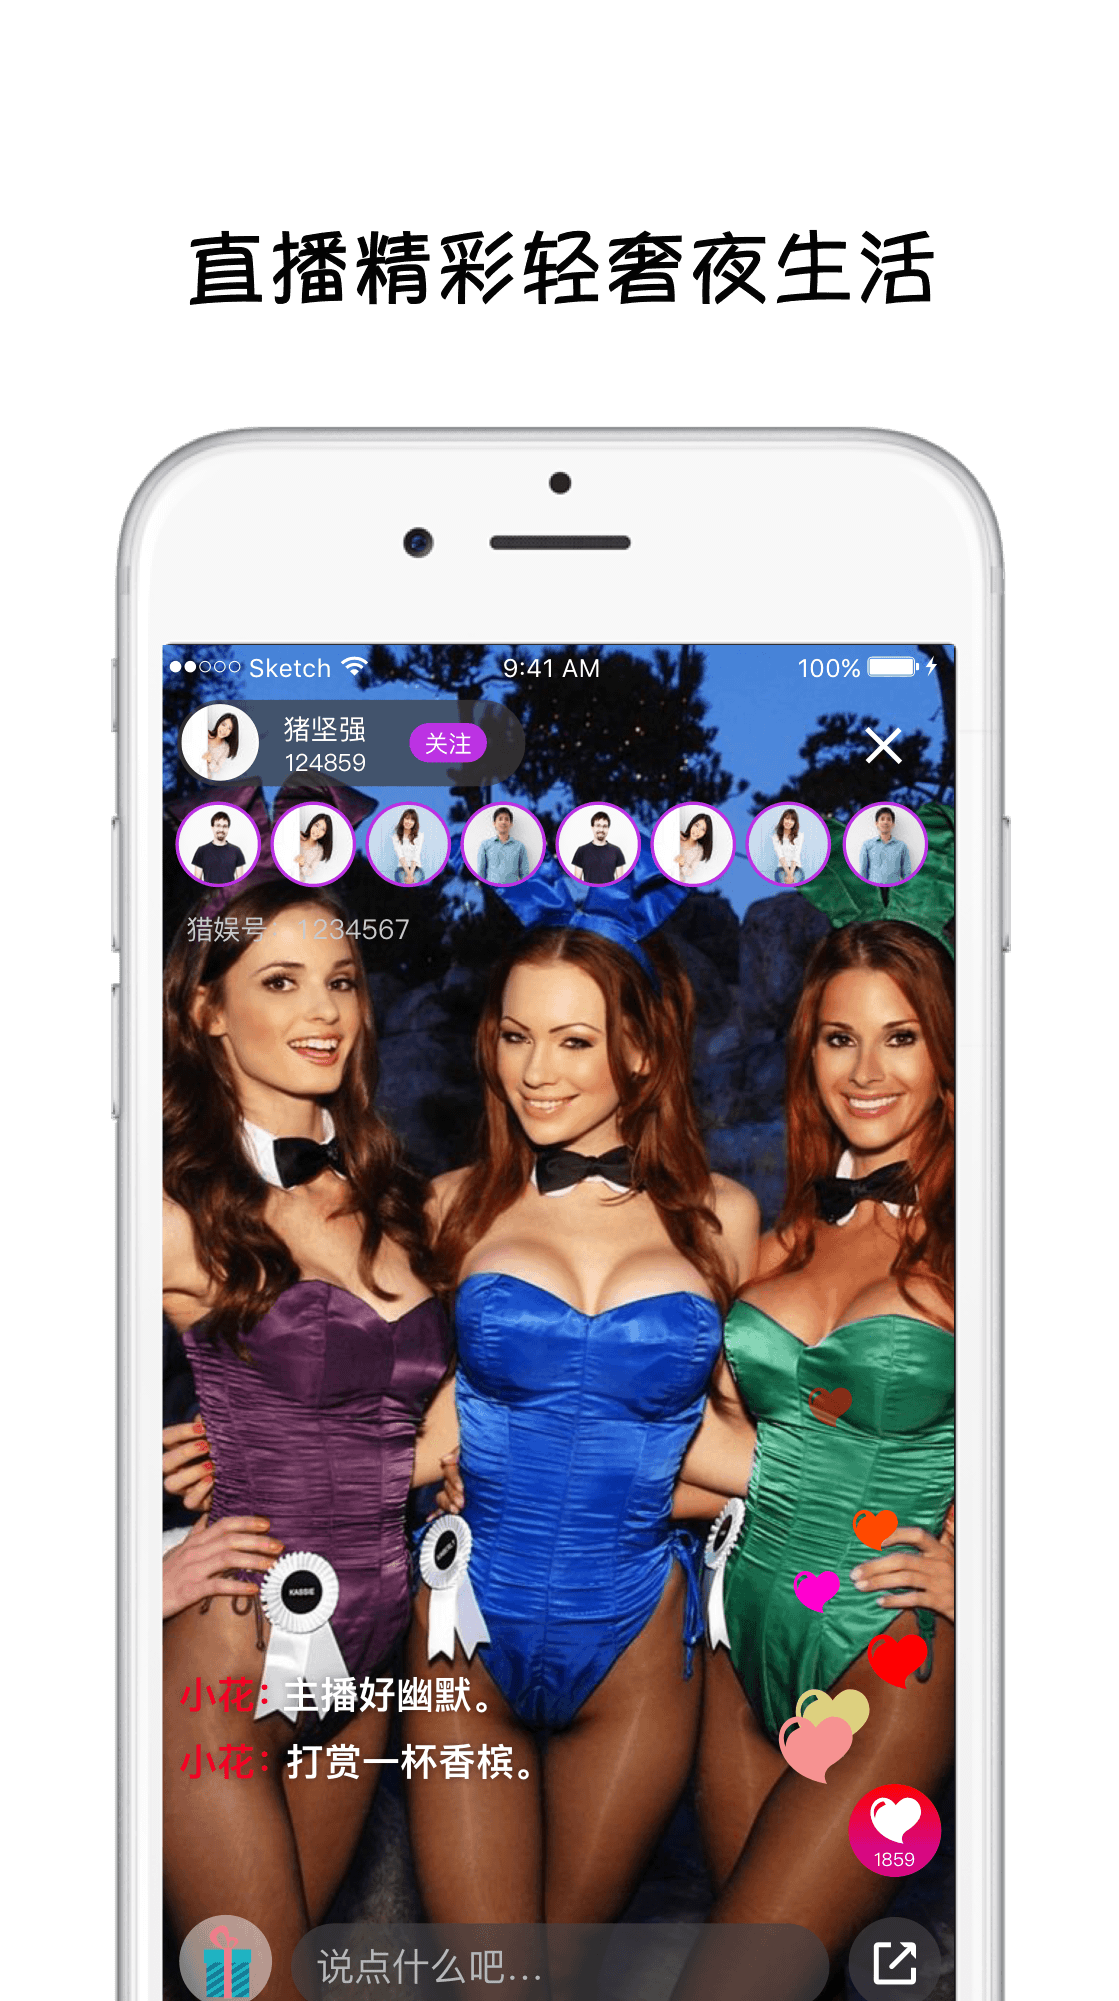 直播精彩轻奢夜生活
Sketch 9:41 AM 100%
猪坚强
124859
关注
猎娱号：1234567
KASSIE
小花：主播好幽默。
小花：打赏一杯香槟。
1859
说点什么吧...